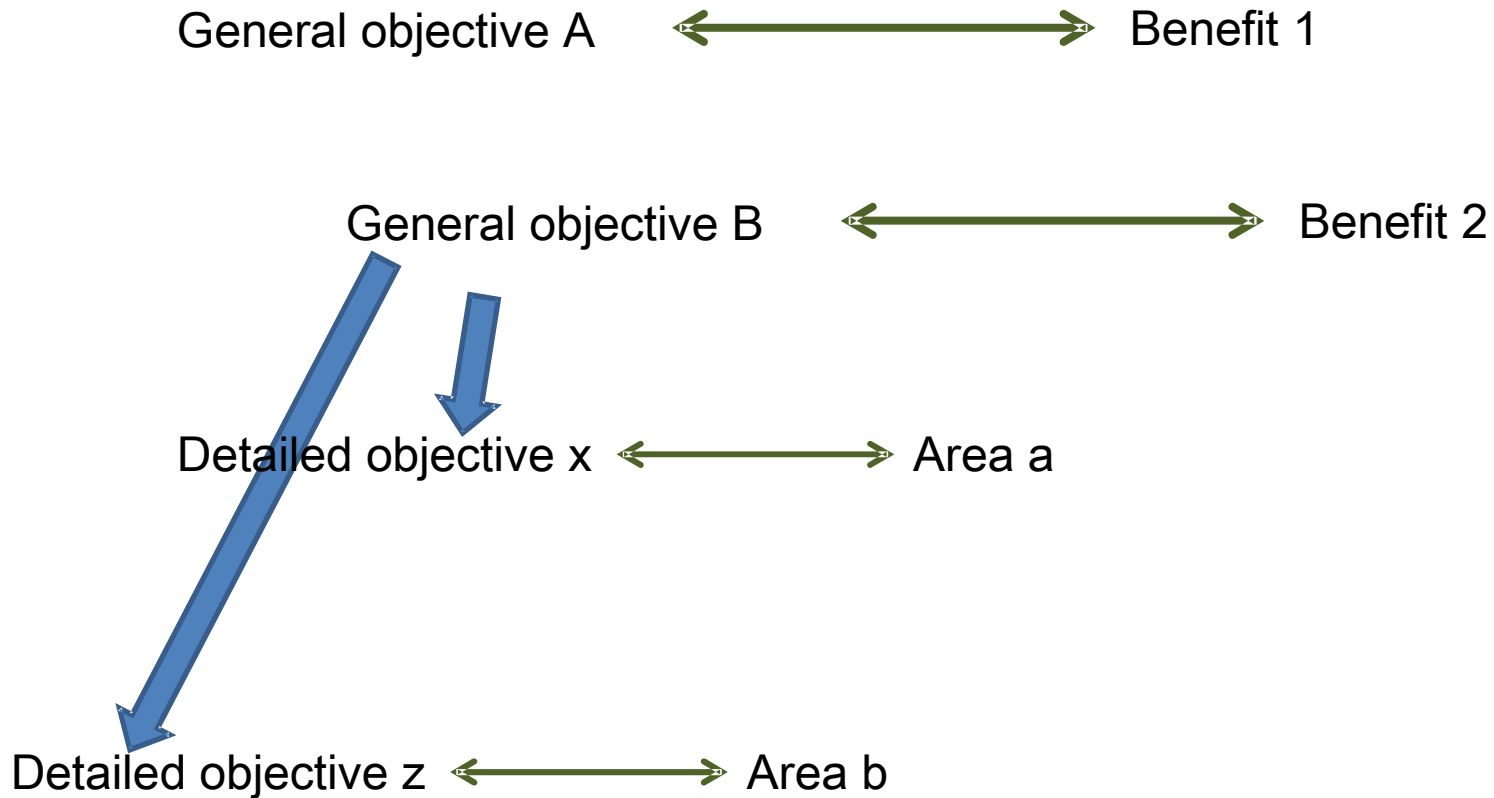 General objective A Benefit 1
General objective B Benefit 2
Detailed objective x Area a
Detailed objective z Area b